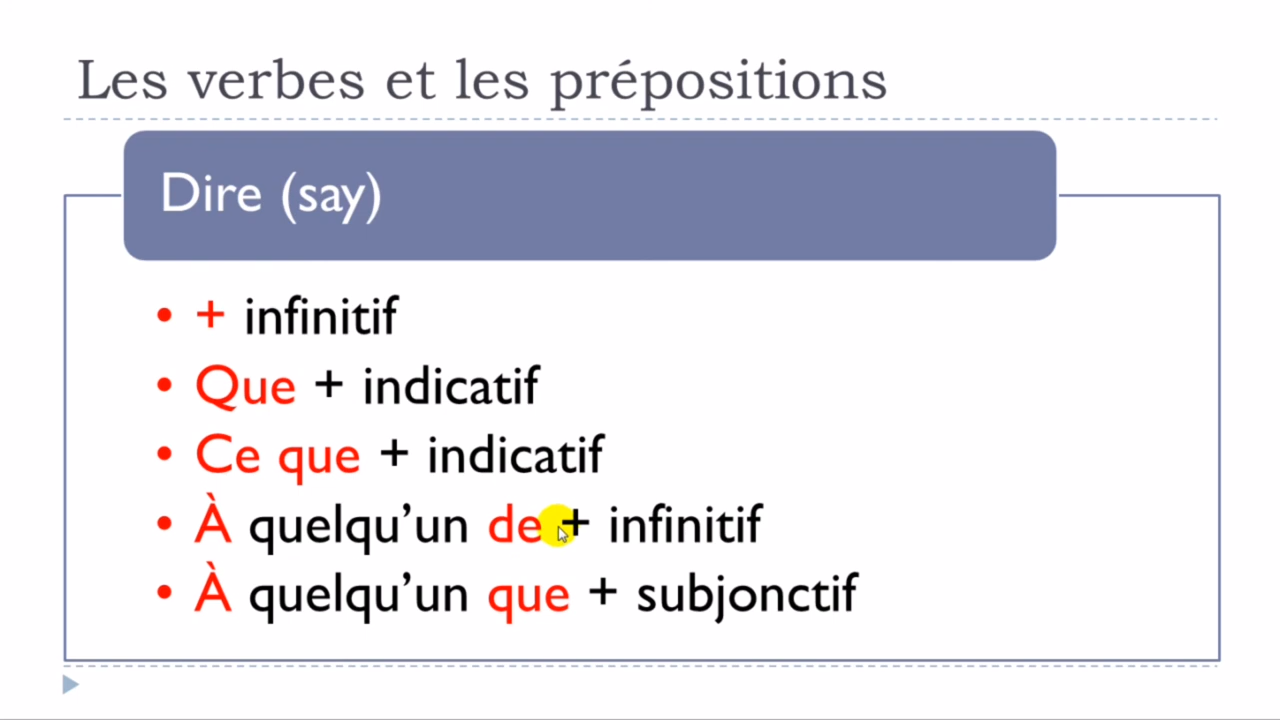 Les verbes et les prépositions
Dire (say)
• + infinitif
• Que + indicatif
• Ce que + indicatif
• À quelqu’un de + infinitif
• À quelqu’un que + subjonctif